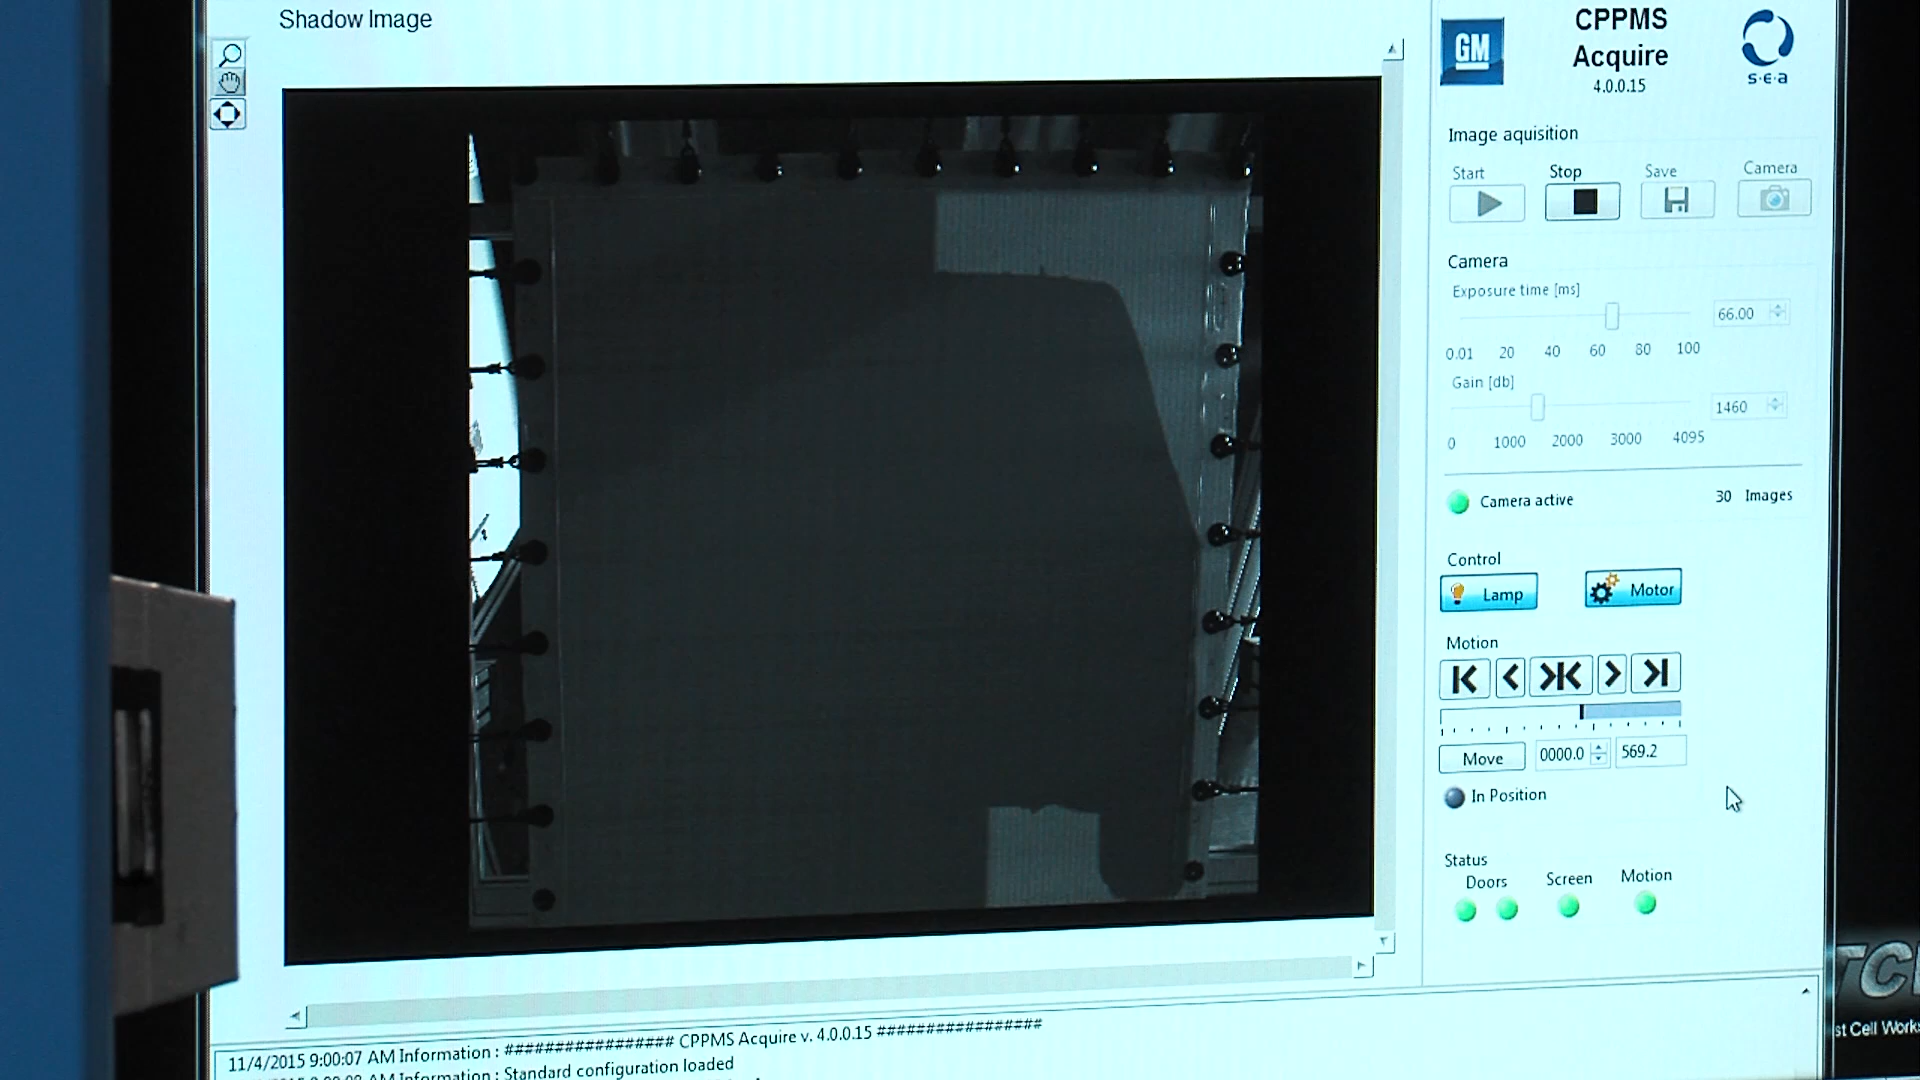 Shadow Image
GM
CPPMS
Acquire
4.0.0.15
s·e·a
Image aquisition
Start
Stop
Save
Camera
Camera
Exposure time [ms]
66.00
0.01 20 40 60 80 100
Gain [db]
1460
0 1000 2000 3000 4095
Camera active
30 Images
Control
Lamp
Motor
Motion
Move
0000.0
569.2
In Position
Status
Doors
Screen
Motion
TC
st Cell Work
11/4/2015 9:00:07 AM Information : ################# CPPMS Acquire v. 4.0.0.15 #################
AM Information : Standard configuration loaded